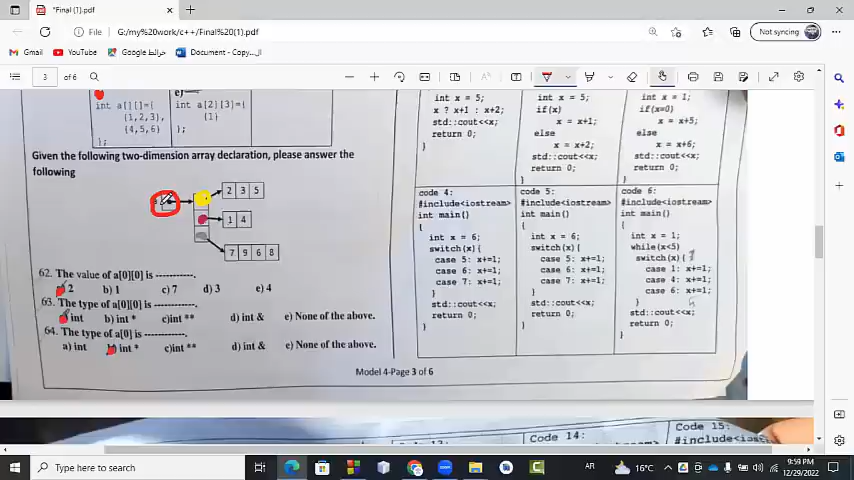 *Final (1).pdf
File
G:/my%20work/c++/Final%20(1).pdf
Not syncing
Gmail
YouTube
خرائط Google
Document - Copy...ال
3
of 6
int a[][]={
{1,2,3},
{4,5,6}
};
e)
int a[2][3]={
{1}
};
Given the following two-dimension array declaration, please answer the
following
2 3 5
1 4
7 9 6 8
62. The value of a[0][0] is -----------.
2 b) 1 c) 7 d) 3 e) 4
63. The type of a[0][0] is ------------.
int b) int * c)int ** d) int & e) None of the above.
64. The type of a[0] is ------------.
a) int int * c)int ** d) int & e) None of the above.
int x = 5;
x ? x+1 : x+2;
std::cout<<x;
return 0;
}
int x = 5;
if(x)
x = x+1;
else
x = x+2;
std::cout<<x;
return 0;
}
int x = 1;
if(x=0)
x = x+5;
else
x = x+6;
std::cout<<x;
return 0;
}
code 4:
#include<iostream>
int main()
{
int x = 6;
switch(x){
case 5: x+=1;
case 6: x+=1;
case 7: x+=1;
}
std::cout<<x;
return 0;
}
code 5:
#include<iostream>
int main()
{
int x = 6;
switch(x){
case 5: x+=1;
case 6: x+=1;
case 7: x+=1;
}
std::cout<<x;
return 0;
}
code 6:
#include<iostream>
int main()
{
int x = 1;
while(x<5)
switch(x){
case 1: x+=1;
case 4: x+=1;
case 6: x+=1;
}
std::cout<<x;
return 0;
}
Model 4-Page 3 of 6
Code 14:
Code 15:
#include<ios
Type here to search
AR
16°C
9:59 PM
12/29/2022